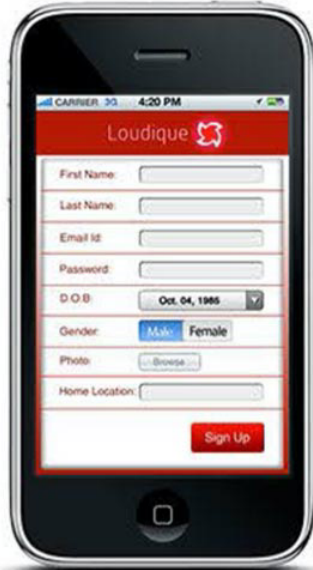 CARRIER 3G 4:20 PM
Loudique
First Name:
Last Name:
Email Id:
Password:
D.O.B:
Oct. 04, 1985
Gender:
Male Female
Photo:
Browse...
Home Location:
Sign Up